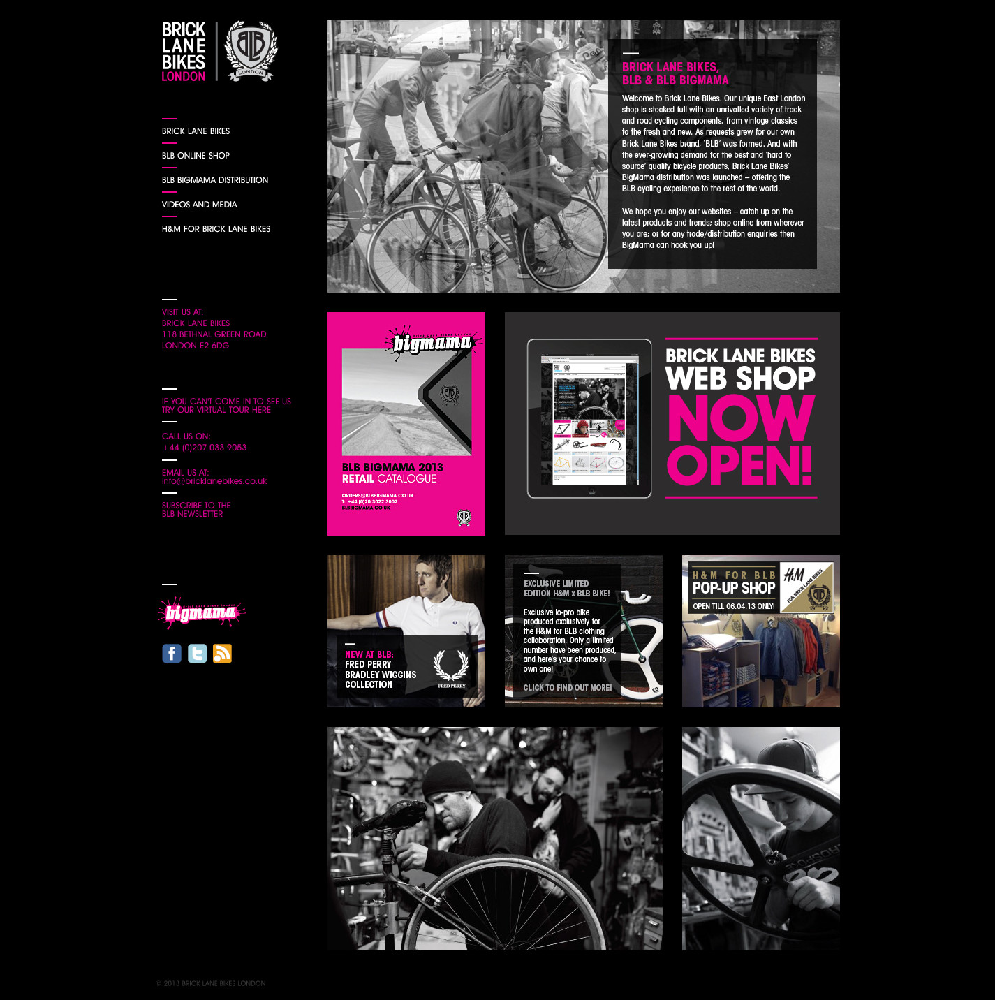 BRICK
LANE
BIKES
LONDON
BLB
LONDON
BRICK LANE BIKES
BLB ONLINE SHOP
BLB BIGMAMA DISTRIBUTION
VIDEOS AND MEDIA
H&M FOR BRICK LANE BIKES
VISIT US AT:
BRICK LANE BIKES
118 BETHNAL GREEN ROAD
LONDON E2 6DG
IF YOU CAN'T COME IN TO SEE US
TRY OUR VIRTUAL TOUR HERE
CALL US ON:
+44 (0)207 033 9053
EMAIL US AT:
info@bricklanebikes.co.uk
SUBSCRIBE TO THE
BLB NEWSLETTER
Brick Lane Bikes London
bigmama
BRICK LANE BIKES,
BLB & BLB BIGMAMA
Welcome to Brick Lane Bikes. Our unique East London
shop is stocked full with an unrivalled variety of track
and road cycling components, from vintage classics
to the fresh and new. As requests grew for our own
Brick Lane Bikes brand, 'BLB' was formed. And with
the ever-growing demand for the best and 'hard to
source' quality bicycle products, Brick Lane Bikes'
BigMama distribution was launched – offering the
BLB cycling experience to the rest of the world.
We hope you enjoy our websites – catch up on the
latest products and trends; shop online from wherever
you are; or for any trade/distribution enquiries then
BigMama can hook you up!
Brick Lane Bikes London
bigmama
BLB BIGMAMA 2013
RETAIL CATALOGUE
ORDERS@BLBBIGMAMA.CO.UK
T: +44 (0)20 3022 3002
BLBBIGMAMA.CO.UK
BLB
BRICK LANE BIKES
WEB SHOP
NOW
OPEN!
NEW AT BLB:
FRED PERRY
BRADLEY WIGGINS
COLLECTION
FRED PERRY
EXCLUSIVE LIMITED
EDITION H&M x BLB BIKE!
Exclusive lo-pro bike
produced exclusively for
the H&M for BLB clothing
collaboration. Only a limited
number have been produced,
and here's your chance to
own one!
CLICK TO FIND OUT MORE!
H&M FOR BLB
POP-UP SHOP
OPEN TILL 06.04.13 ONLY!
H&M
FOR BRICK LANE BIKES
BLB
© 2013 BRICK LANE BIKES LONDON